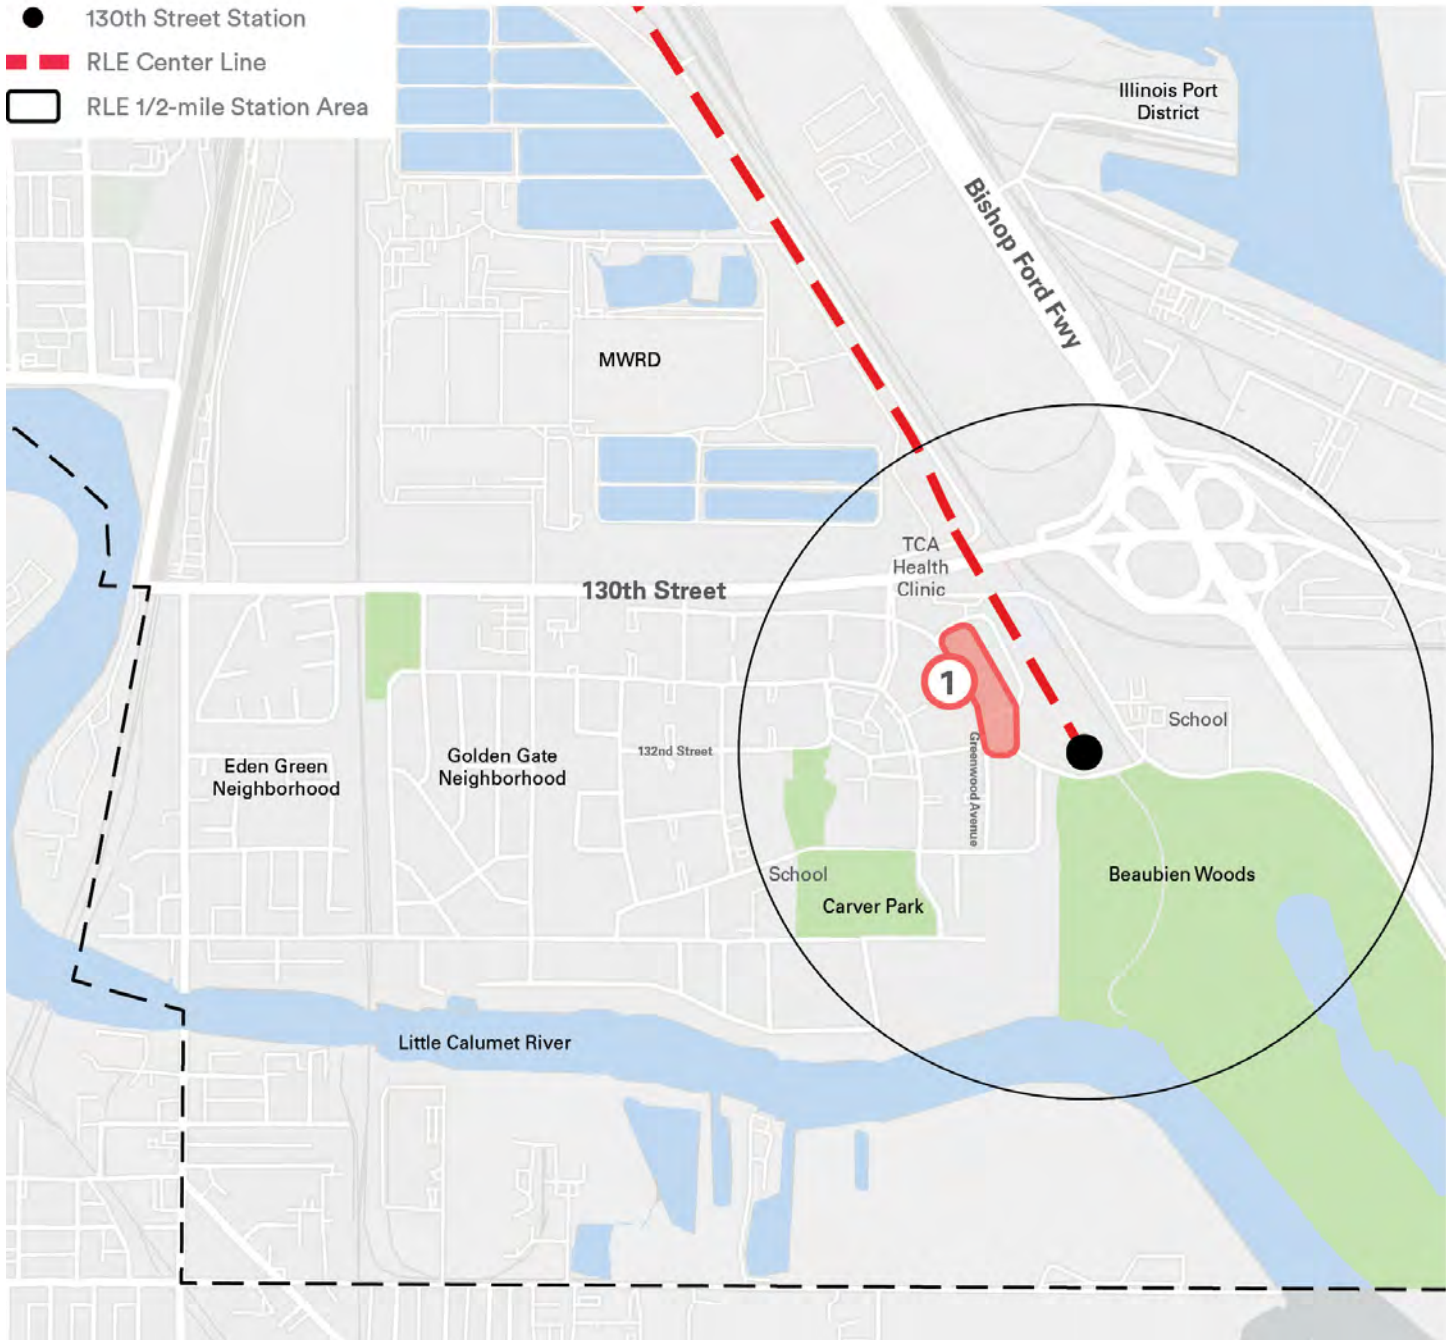 130th Street Station
RLE Center Line
RLE 1/2-mile Station Area
Illinois Port
District
Bishop Ford Fwy
MWRD
TCA
Health
Clinic
130th Street
1
School
132nd Street
Greenwood Avenue
Golden Gate
Neighborhood
Eden Green
Neighborhood
School
Beaubien Woods
Carver Park
Little Calumet River